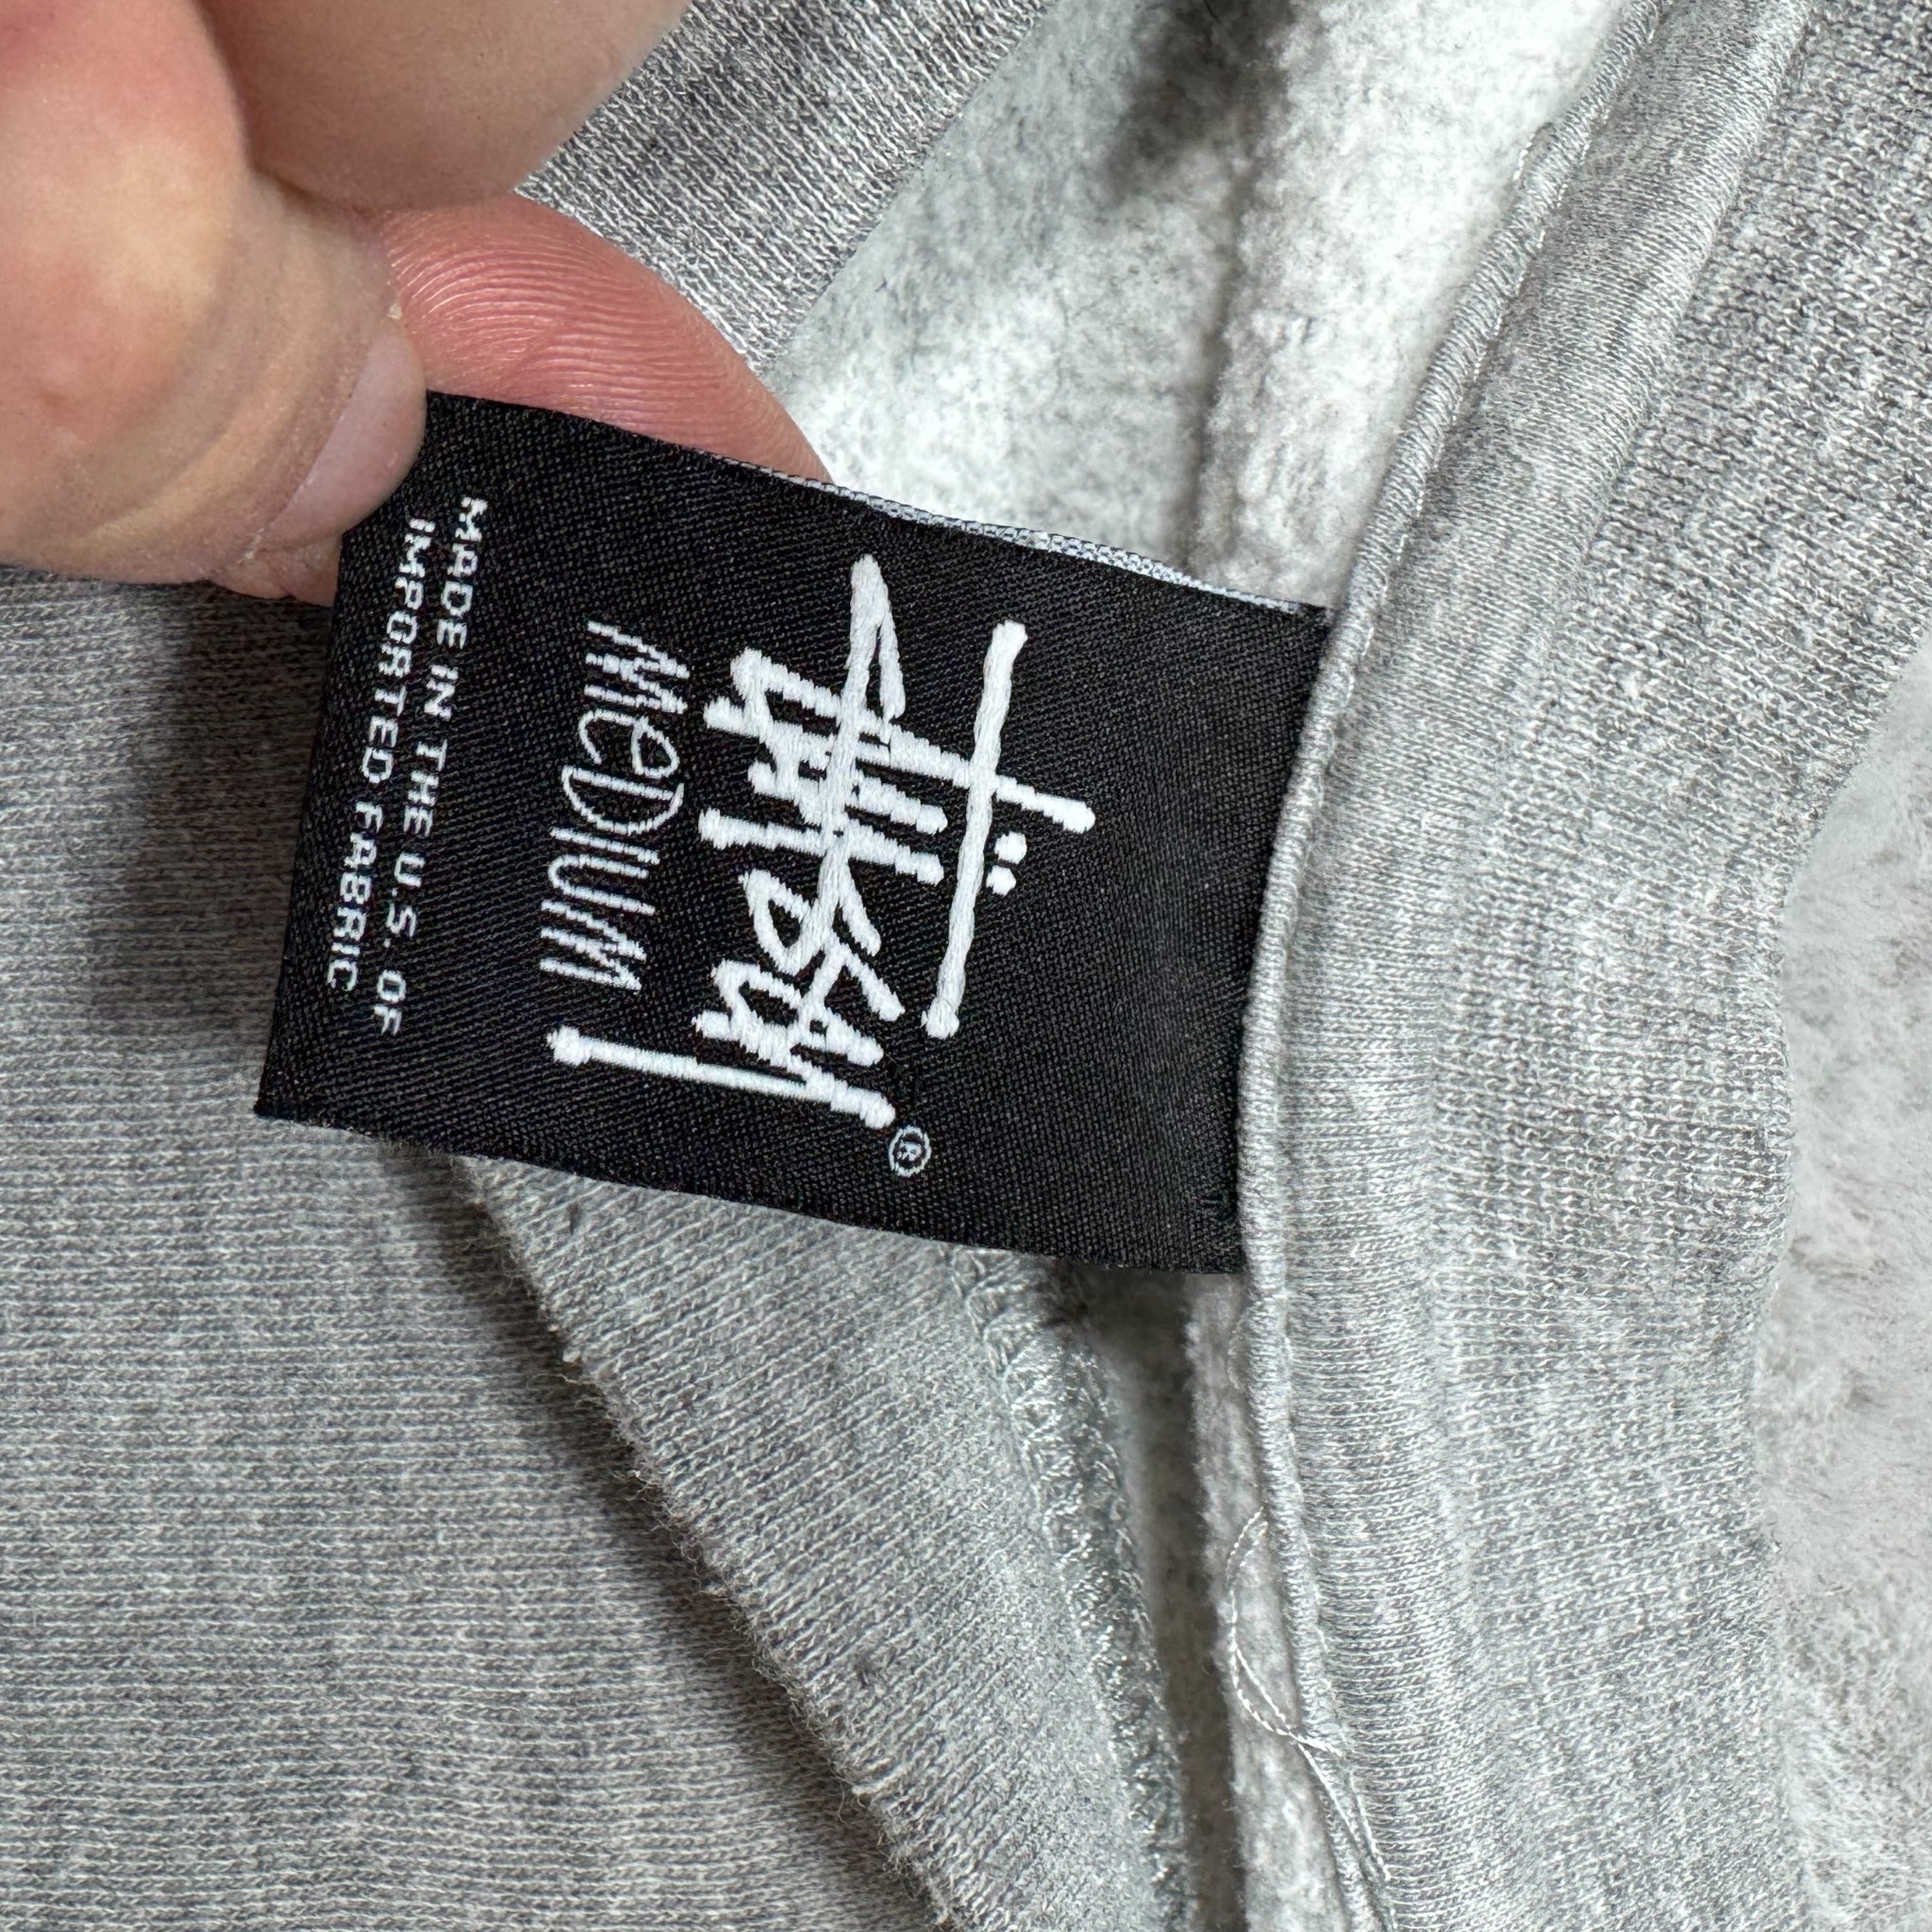 Stüssy ®
MEDIUM
MADE IN THE U.S. OF
IMPORTED FABRIC